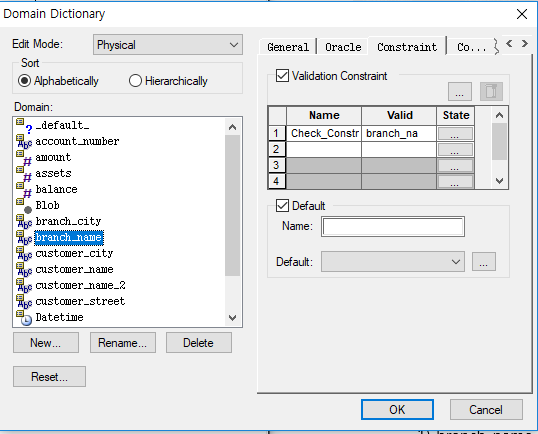 Domain Dictionary
Edit Mode: Physical
Sort
Alphabetically Hierarchically
Domain:
_default_
account_number
amount
assets
balance
Blob
branch_city
branch_name
customer_city
customer_name
customer_name_2
customer_street
Datetime
New... Rename... Delete
Reset...
General Oracle Constraint Co...
Validation Constraint
...
Name Valid State
1 Check_Constr branch_na ...
2 ...
3 ...
4 ...
Default
Name:
Default: ...
OK Cancel
branch_name